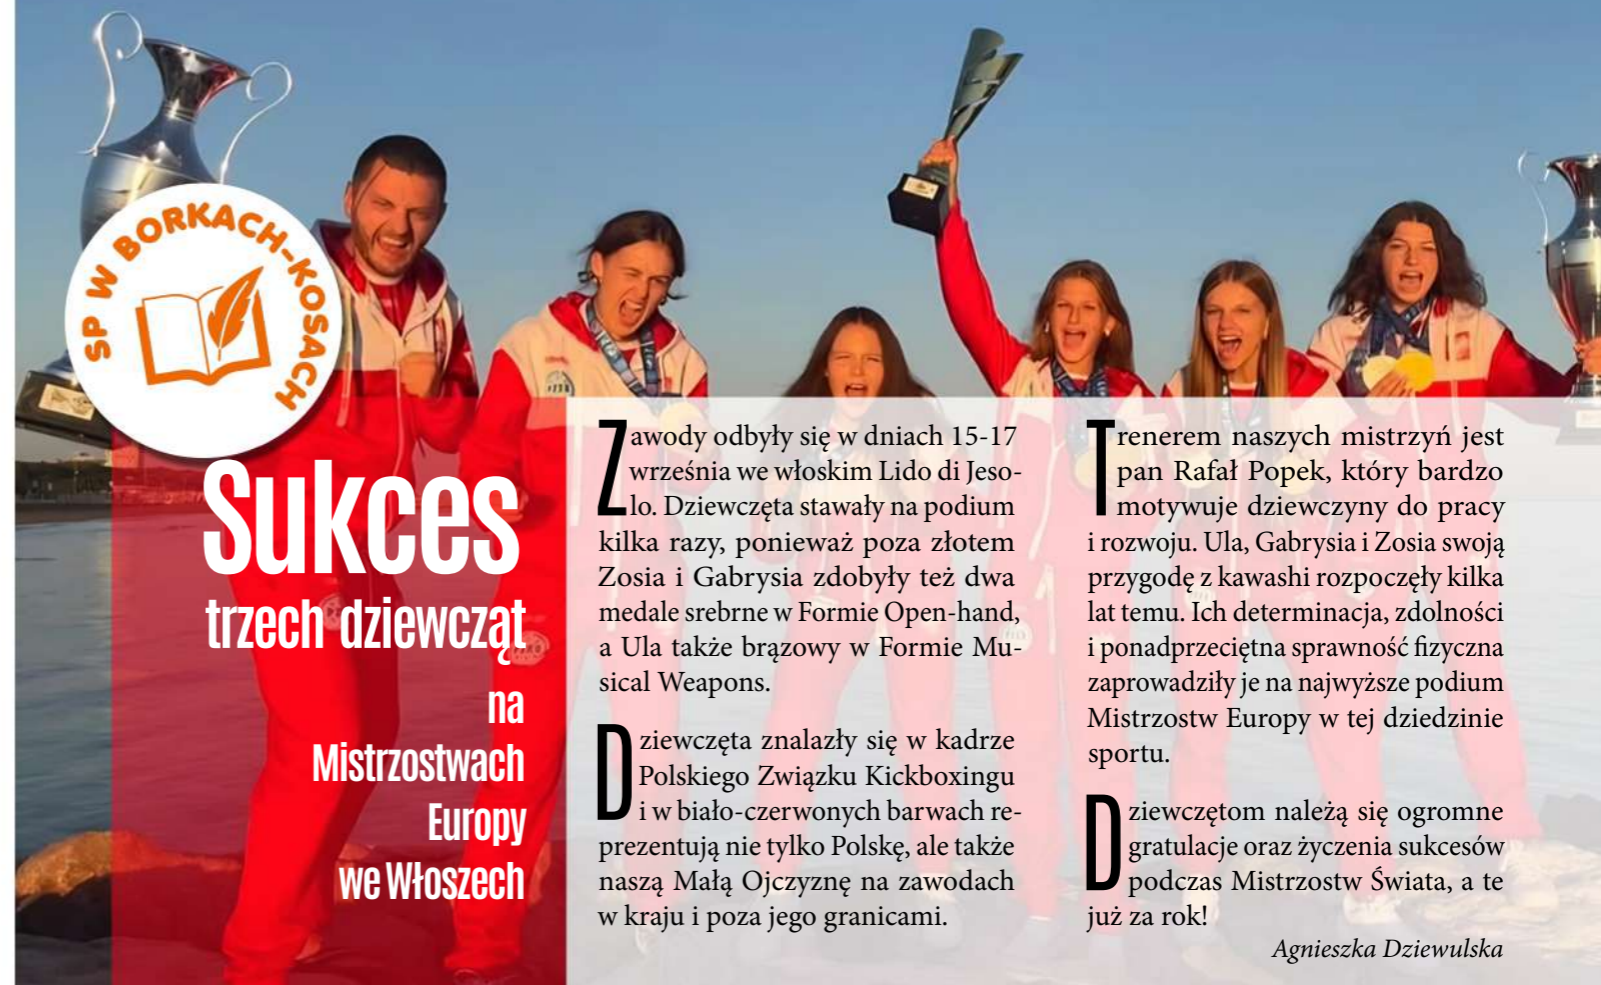 SP W BORKACH-KOSACH
Sukces
trzech dziewcząt
na
Mistrzostwach
Europy
we Włoszech
Zawody odbyły się w dniach 15-17
września we włoskim Lido di Jeso-
lo. Dziewczęta stawały na podium
kilka razy, ponieważ poza złotem
Zosia i Gabrysia zdobyły też dwa
medale srebrne w Formie Open-hand,
a Ula także brązowy w Formie Mu-
sical Weapons.
Dziewczęta znalazły się w kadrze
Polskiego Związku Kickboxingu
i w biało-czerwonych barwach re-
prezentują nie tylko Polskę, ale także
naszą Małą Ojczyznę na zawodach
w kraju i poza jego granicami.
Trenerem naszych mistrzyń jest
pan Rafał Popek, który bardzo
motywuje dziewczyny do pracy
i rozwoju. Ula, Gabrysia i Zosia swoją
przygodę z kawashi rozpoczęły kilka
lat temu. Ich determinacja, zdolności
i ponadprzeciętna sprawność fizyczna
zaprowadziły je na najwyższe podium
Mistrzostw Europy w tej dziedzinie
sportu.
Dziewczętom należą się ogromne
gratulacje oraz życzenia sukcesów
podczas Mistrzostw Świata, a te
już za rok!
Agnieszka Dziewulska